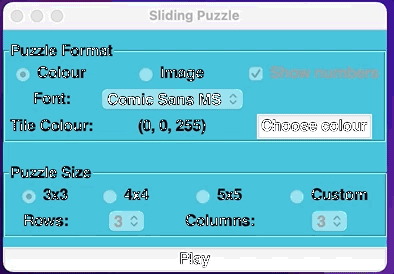 Sliding Puzzle
Puzzle Format
Colour Image Show numbers
Font: Comic Sans MS
Tile Colour: (0, 0, 255) Choose colour
Puzzle Size
3x3 4x4 5x5 Custom
Rows: 3 Columns: 3
Play